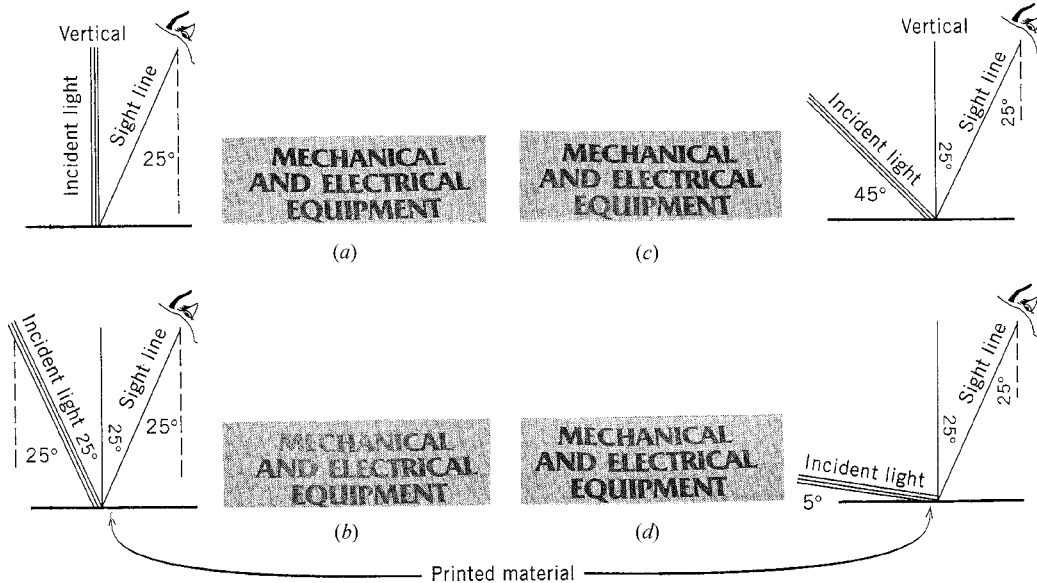 Vertical
Incident light
Sight line
25°
MECHANICAL
AND ELECTRICAL
EQUIPMENT
(a)
MECHANICAL
AND ELECTRICAL
EQUIPMENT
(c)
Vertical
Incident light
Sight line
45°
25°
25°
Incident light 25°
25°
25°
Sight line
25°
MECHANICAL
AND ELECTRICAL
EQUIPMENT
(b)
MECHANICAL
AND ELECTRICAL
EQUIPMENT
(d)
Incident light
5°
25°
Sight line
25°
Printed material